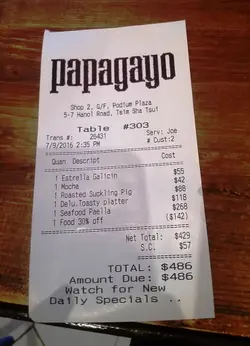 papagayo
Shop 2, G/F, Podium Plaza
5-7 Hanoi Road, Tsim Sha Tsui
Table #303
Trans #: 26431 Serv: Joe
7/9/2016 2:35 PM # Cust:2
Quan Descript Cost
1 Estrella Galicin $55
1 Mocha $42
1 Roasted Suckling Pig $88
1 Delu.Toasty platter $118
1 Seafood Paella $268
1 Food 30% off ($142)
Net Total: $429
S.C. $57
TOTAL: $486
Amount Due: $486
Watch for New
Daily Specials ..